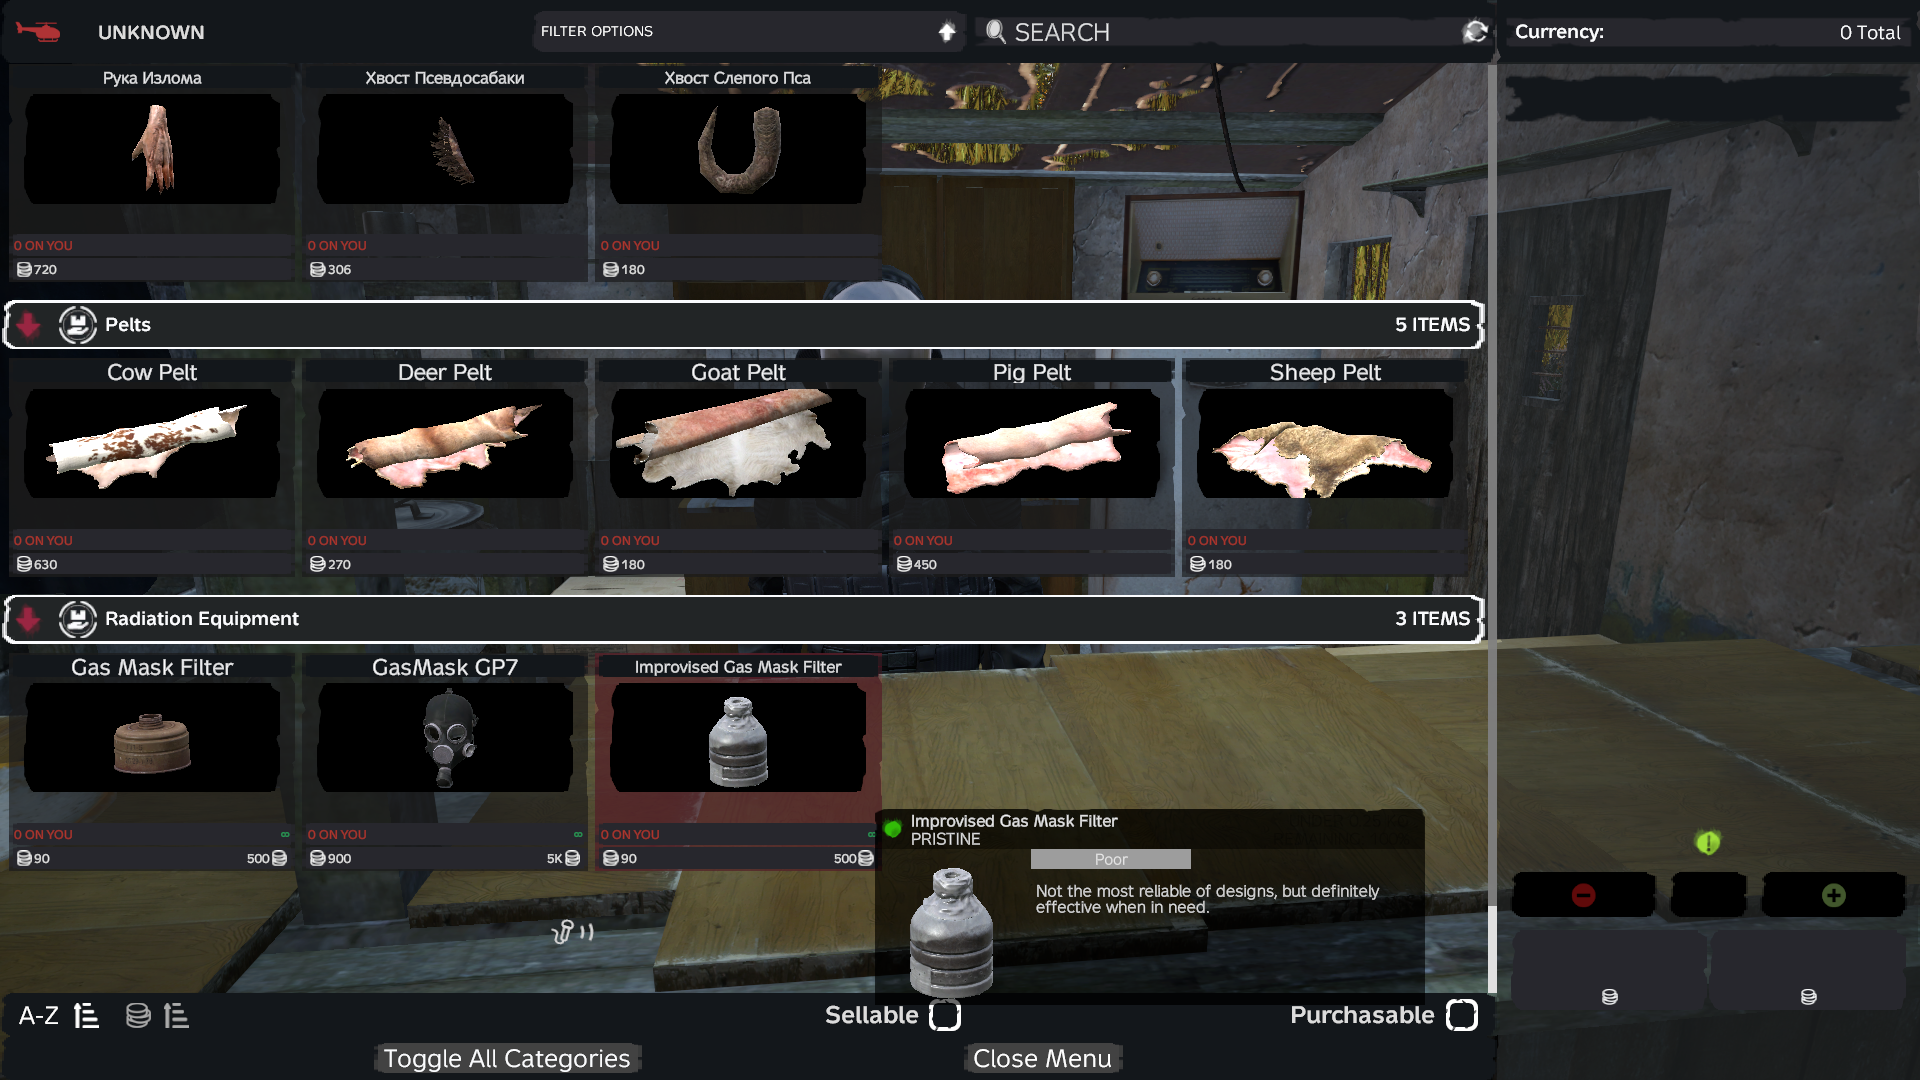 UNKNOWN
FILTER OPTIONS
SEARCH
Currency:
0 Total
Рука Излома
Хвост Псевдосабаки
Хвост Слепого Пса
0 ON YOU
0 ON YOU
0 ON YOU
720
306
180
Pelts
5 ITEMS
Cow Pelt
Deer Pelt
Goat Pelt
Pig Pelt
Sheep Pelt
0 ON YOU
0 ON YOU
0 ON YOU
0 ON YOU
0 ON YOU
630
270
180
450
180
Radiation Equipment
3 ITEMS
Gas Mask Filter
GasMask GP7
Improvised Gas Mask Filter
0 ON YOU
∞
0 ON YOU
∞
0 ON YOU
∞
90
500
900
5K
90
500
Improvised Gas Mask Filter
PRISTINE
Poor
Not the most reliable of designs, but definitely
effective when in need.
A-Z
Sellable
Purchasable
Toggle All Categories
Close Menu